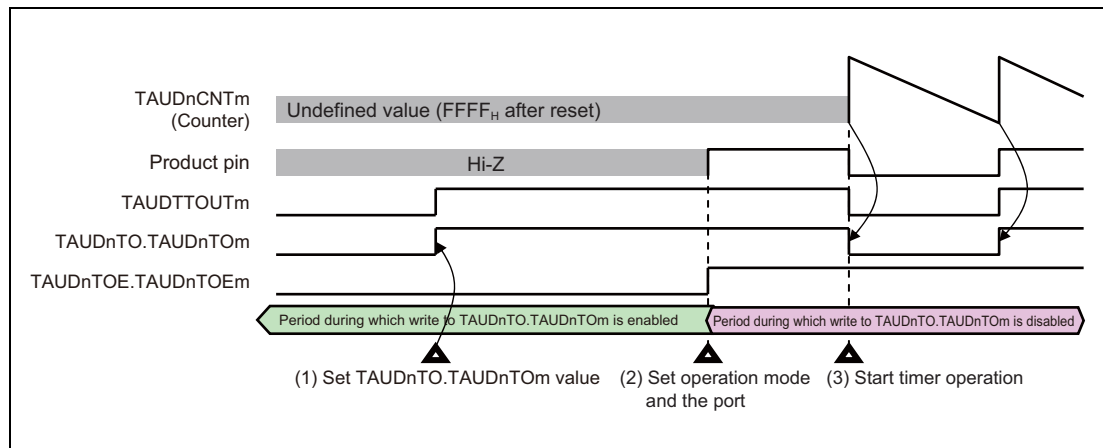 TAUDnCNTm
(Counter)
Undefined value (FFFFH after reset)
Product pin
Hi-Z
TAUDTTOUTm
TAUDnTO.TAUDnTOm
TAUDnTOE.TAUDnTOEm
Period during which write to TAUDnTO.TAUDnTOm is enabled
Period during which write to TAUDnTO.TAUDnTOm is disabled
(1) Set TAUDnTO.TAUDnTOm value
(2) Set operation mode
and the port
(3) Start timer operation